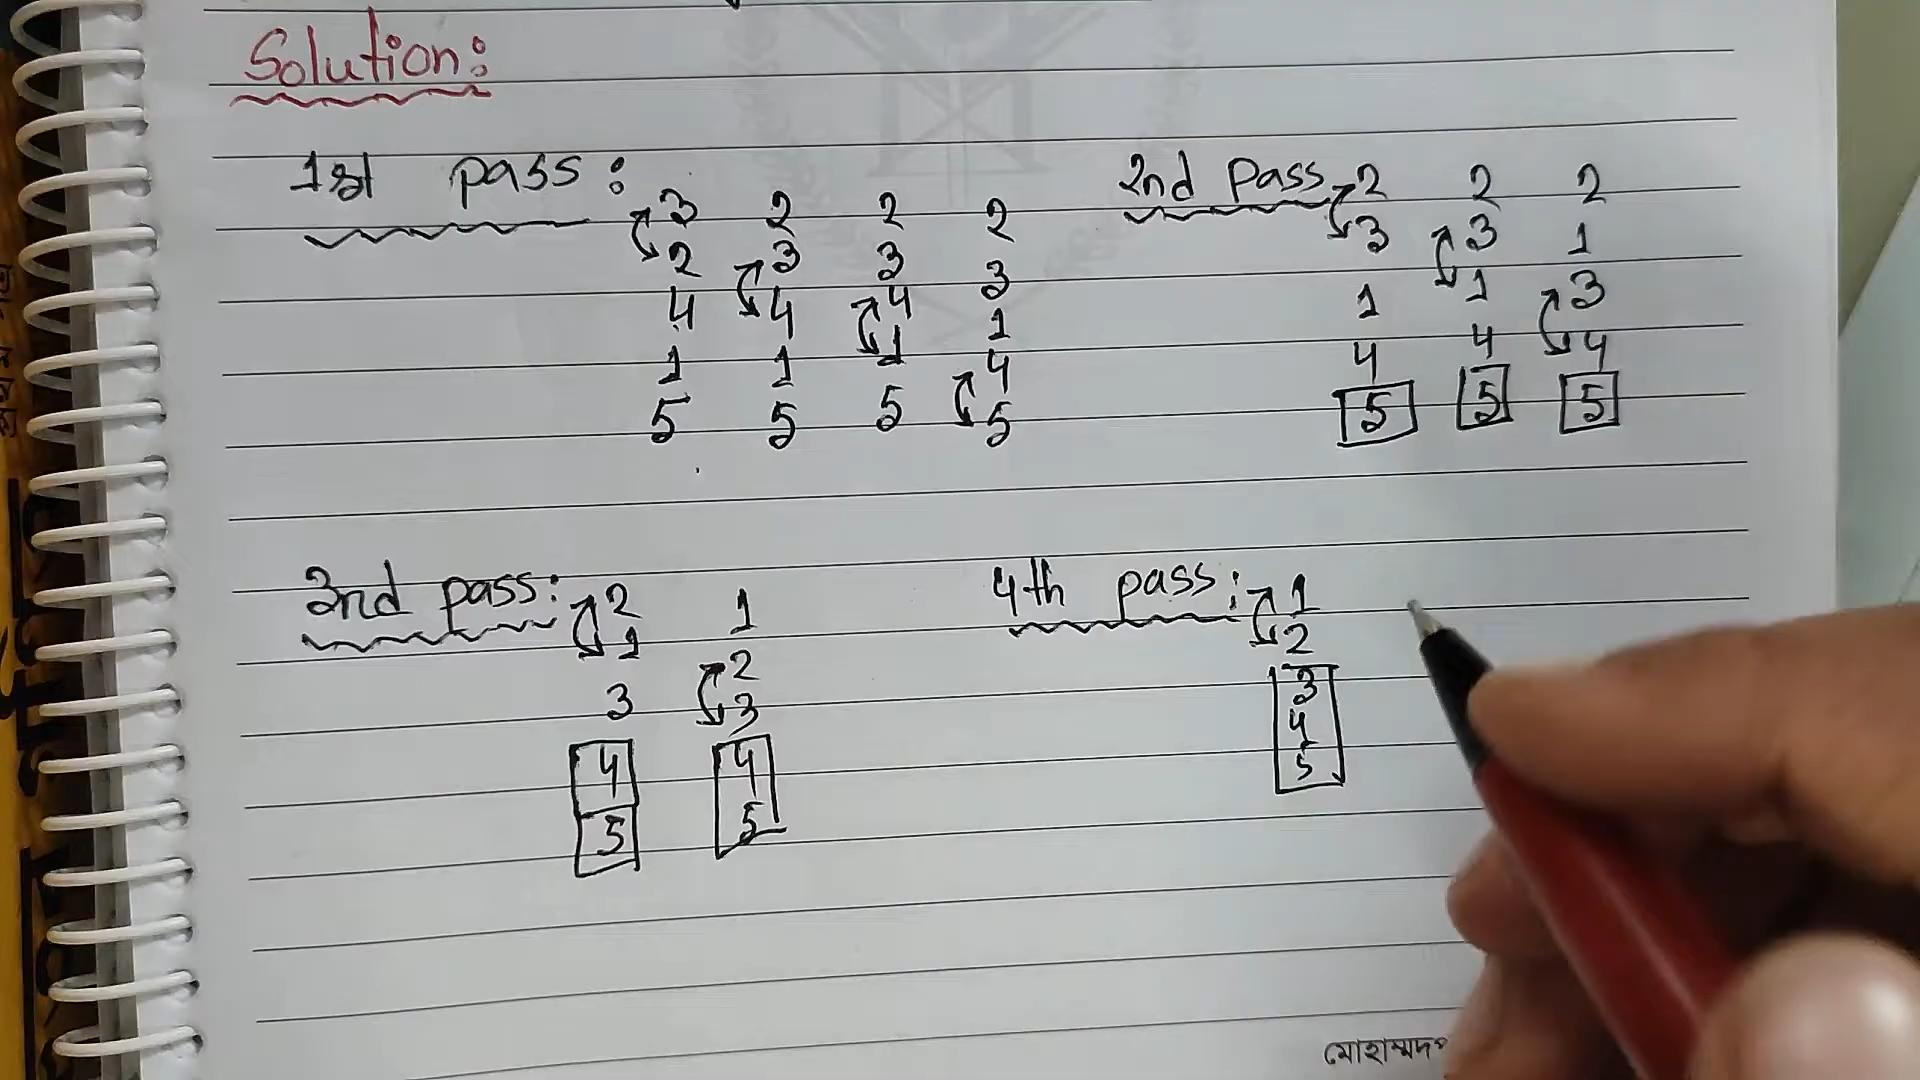 Solution:
1st pass:
3 2 2 2
2 3 3 3
4 4 4 1
1 1 1 4
5 5 5 5
2nd Pass
2 2 2
3 3 1
1 1 3
4 4 4
5 5 5
3nd pass:
2 1
1 2
3 3
4 4
5 5
4th pass:
1
2
3
4
5
মোহাম্মদপ